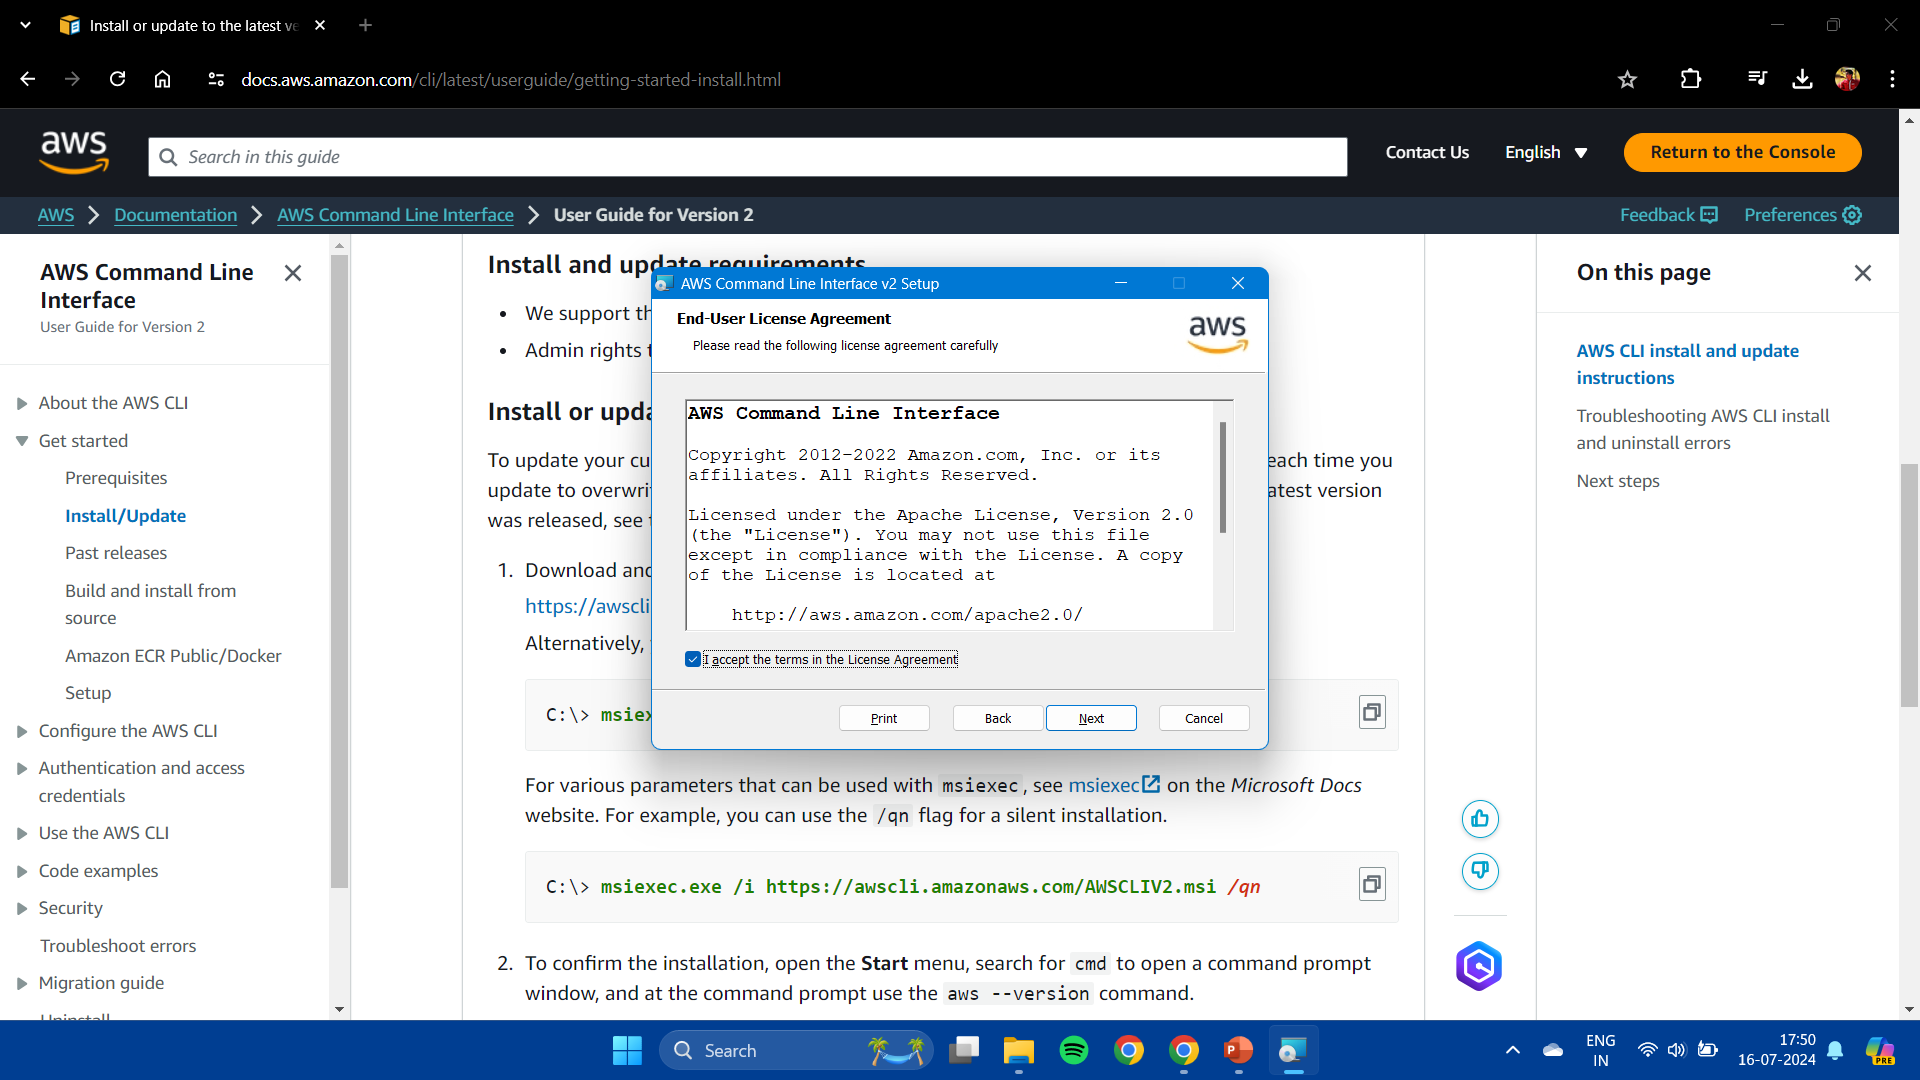 Install or update to the latest ve
docs.aws.amazon.com/cli/latest/userguide/getting-started-install.html
aws
Search in this guide
Contact Us
English
Return to the Console
AWS
Documentation
AWS Command Line Interface
User Guide for Version 2
Feedback
Preferences
AWS Command Line
Interface
User Guide for Version 2
About the AWS CLI
Get started
Prerequisites
Install/Update
Past releases
Build and install from
source
Amazon ECR Public/Docker
Setup
Configure the AWS CLI
Authentication and access
credentials
Use the AWS CLI
Code examples
Security
Troubleshoot errors
Migration guide
Uninstall
Install and update requirements
We support th
Admin rights t
Install or upda
To update your cu each time you
update to overwri atest version
was released, see
1. Download and
https://awscli
Alternatively,
C:\> msiex
For various parameters that can be used with msiexec, see msiexec on the Microsoft Docs
website. For example, you can use the /qn flag for a silent installation.
C:\> msiexec.exe /i https://awscli.amazonaws.com/AWSCLIV2.msi /qn
2. To confirm the installation, open the Start menu, search for cmd to open a command prompt
window, and at the command prompt use the aws --version command.
AWS Command Line Interface v2 Setup
End-User License Agreement
Please read the following license agreement carefully
aws
AWS Command Line Interface
Copyright 2012-2022 Amazon.com, Inc. or its
affiliates. All Rights Reserved.
Licensed under the Apache License, Version 2.0
(the "License"). You may not use this file
except in compliance with the License. A copy
of the License is located at
http://aws.amazon.com/apache2.0/
I accept the terms in the License Agreement
Print
Back
Next
Cancel
On this page
AWS CLI install and update
instructions
Troubleshooting AWS CLI install
and uninstall errors
Next steps
Search
P
ENG
IN
17:50
16-07-2024
PRE